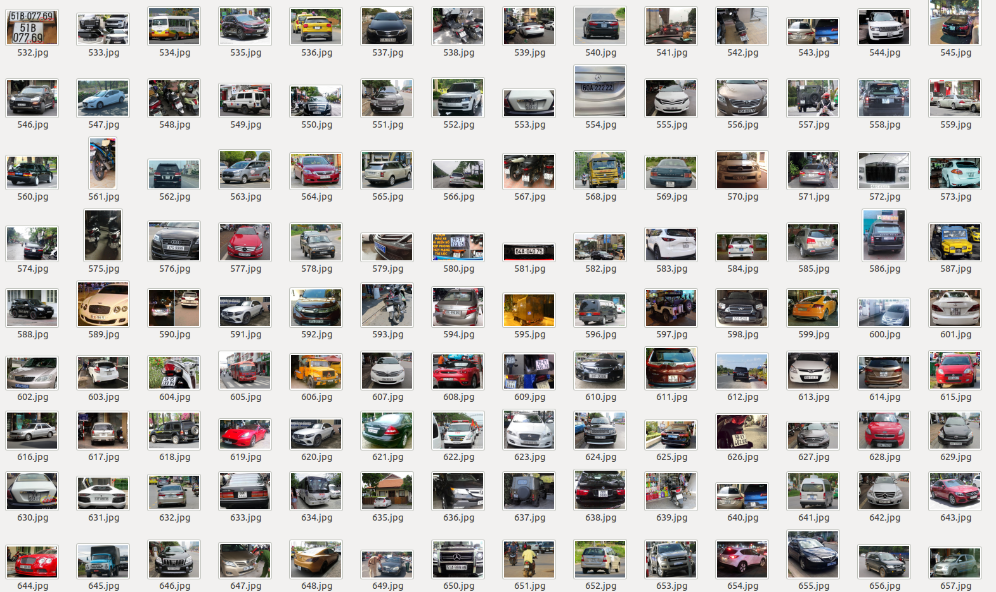 51B 077.69
51B
077.69
532.jpg 533.jpg 534.jpg 535.jpg 536.jpg 537.jpg 538.jpg 539.jpg 540.jpg 541.jpg 542.jpg 543.jpg 544.jpg 545.jpg
60A 222.22
546.jpg 547.jpg 548.jpg 549.jpg 550.jpg 551.jpg 552.jpg 553.jpg 554.jpg 555.jpg 556.jpg 557.jpg 558.jpg 559.jpg
560.jpg 561.jpg 562.jpg 563.jpg 564.jpg 565.jpg 566.jpg 567.jpg 568.jpg 569.jpg 570.jpg 571.jpg 572.jpg 573.jpg
574.jpg 575.jpg 576.jpg 577.jpg 578.jpg 579.jpg 580.jpg 581.jpg 582.jpg 583.jpg 584.jpg 585.jpg 586.jpg 587.jpg
588.jpg 589.jpg 590.jpg 591.jpg 592.jpg 593.jpg 594.jpg 595.jpg 596.jpg 597.jpg 598.jpg 599.jpg 600.jpg 601.jpg
602.jpg 603.jpg 604.jpg 605.jpg 606.jpg 607.jpg 608.jpg 609.jpg 610.jpg 611.jpg 612.jpg 613.jpg 614.jpg 615.jpg
616.jpg 617.jpg 618.jpg 619.jpg 620.jpg 621.jpg 622.jpg 623.jpg 624.jpg 625.jpg 626.jpg 627.jpg 628.jpg 629.jpg
630.jpg 631.jpg 632.jpg 633.jpg 634.jpg 635.jpg 636.jpg 637.jpg 638.jpg 639.jpg 640.jpg 641.jpg 642.jpg 643.jpg
644.jpg 645.jpg 646.jpg 647.jpg 648.jpg 649.jpg 650.jpg 651.jpg 652.jpg 653.jpg 654.jpg 655.jpg 656.jpg 657.jpg